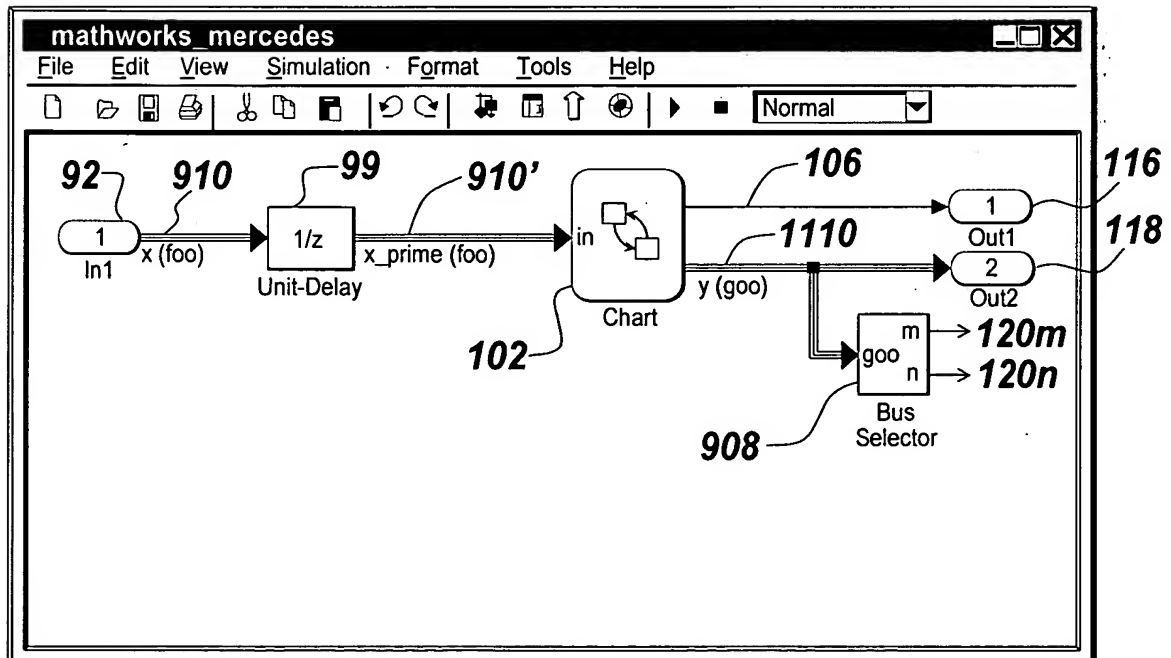 mathworks_mercedes
File Edit View Simulation Format Tools Help
Normal
92 910 99 910' 106 116
1 1/z in 1
x (foo) x_prime (foo) Out1
In1 Unit-Delay 1110 118
y (goo) 2
Chart Out2
102 m 120m
goo n 120n
908 Bus
Selector